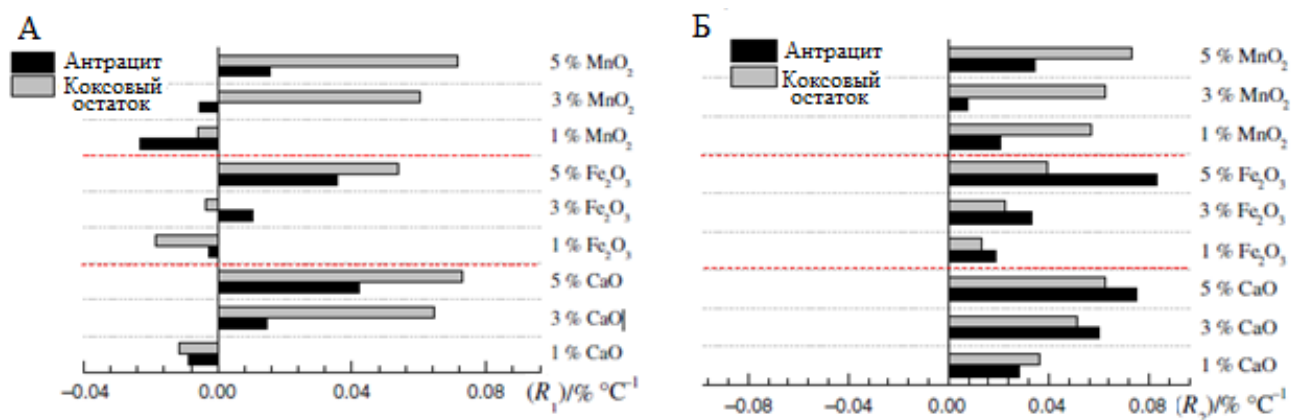 А
Антрацит
Коксовый
остаток
5 % MnO₂
3 % MnO₂
1 % MnO₂
5 % Fe₂O₃
3 % Fe₂O₃
1 % Fe₂O₃
5 % CaO
3 % CaO
1 % CaO
−0.04 0.00 0.04 0.08 (R₁)/% °C⁻¹
Б
Антрацит
Коксовый
остаток
5 % MnO₂
3 % MnO₂
1 % MnO₂
5 % Fe₂O₃
3 % Fe₂O₃
1 % Fe₂O₃
5 % CaO
3 % CaO
1 % CaO
−0.08 −0.04 0.00 0.04 0.08 (R₂)/% °C⁻¹